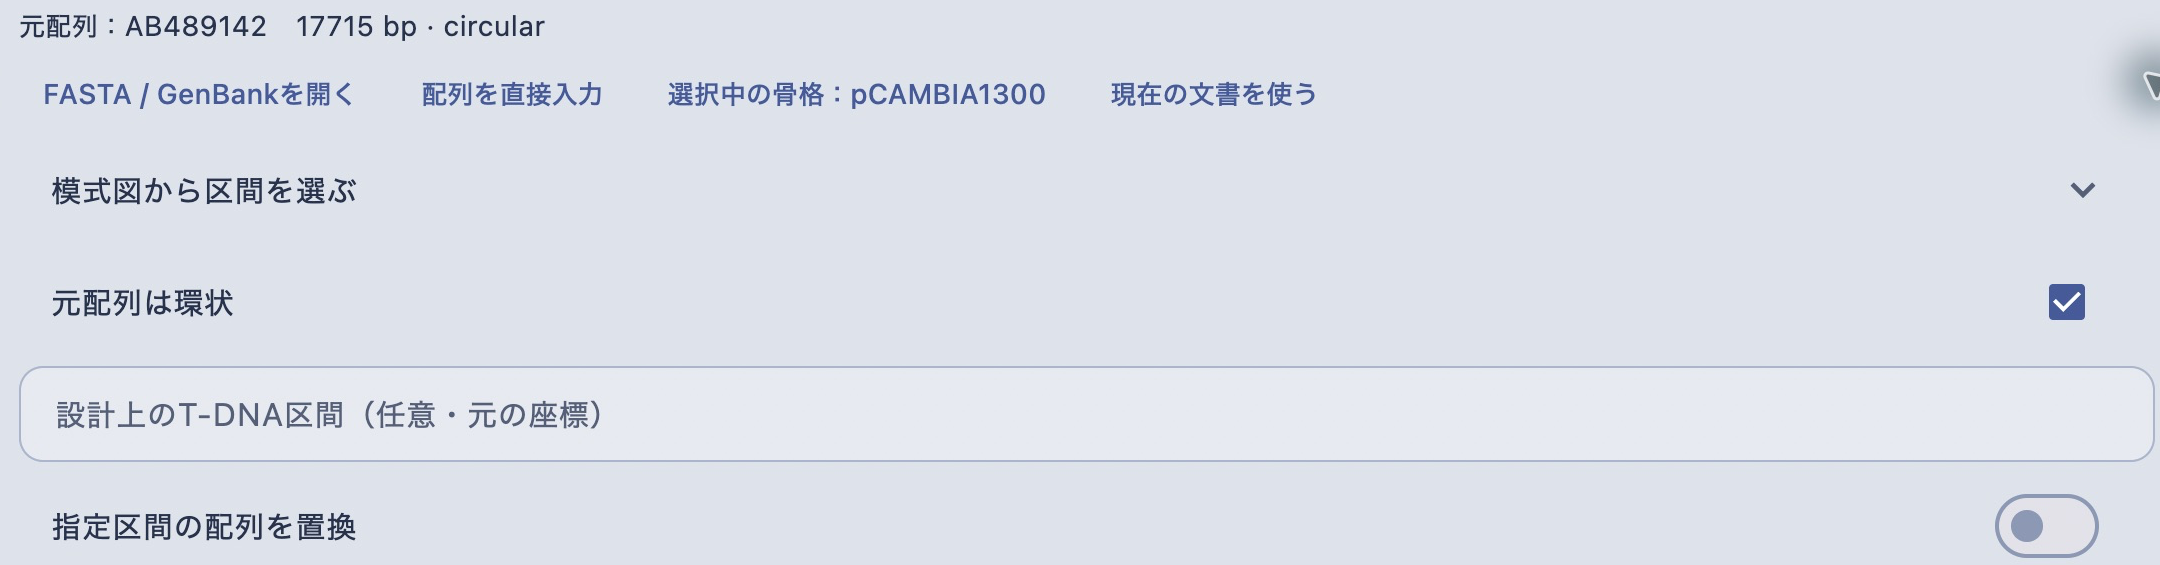 元配列：AB489142　17715 bp · circular
FASTA / GenBankを開く　配列を直接入力　選択中の骨格：pCAMBIA1300　現在の文書を使う
模式図から区間を選ぶ
元配列は環状
設計上のT-DNA区間（任意・元の座標）
指定区間の配列を置換